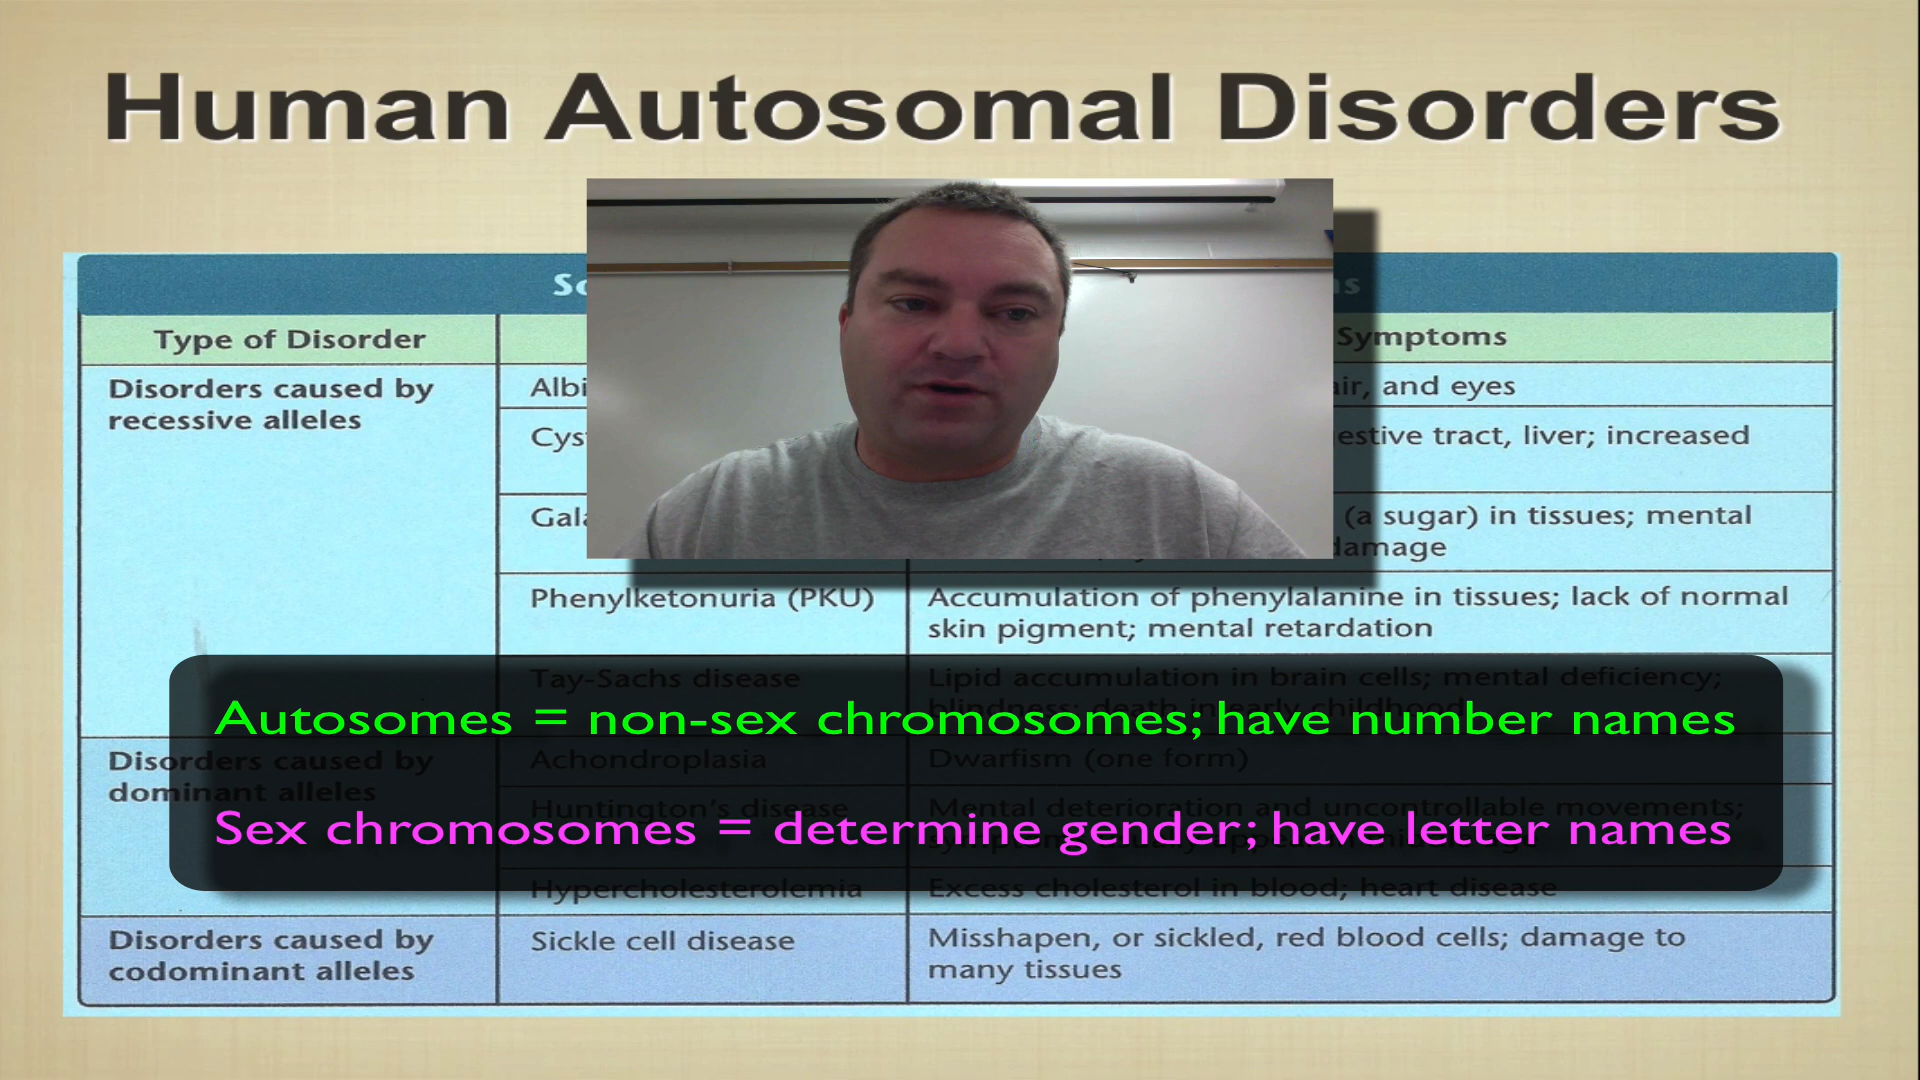 Human Autosomal Disorders
Type of Disorder
Symptoms
Disorders caused by
recessive alleles
and eyes
tract, liver; increased
(a sugar) in tissues; mental
damage
Phenylketonuria (PKU)
Accumulation of phenylalanine in tissues; lack of normal
skin pigment; mental retardation
Tay-Sachs disease
Lipid accumulation in brain cells; mental deficiency;
blindness; death in early childhood
Autosomes = non-sex chromosomes; have number names
Disorders caused by
dominant alleles
Achondroplasia
Dwarfism (one form)
Huntington's disease
Mental deterioration and uncontrollable movements;
Sex chromosomes = determine gender; have letter names
Hypercholesterolemia
Excess cholesterol in blood; heart disease
Disorders caused by
codominant alleles
Sickle cell disease
Misshapen, or sickled, red blood cells; damage to
many tissues